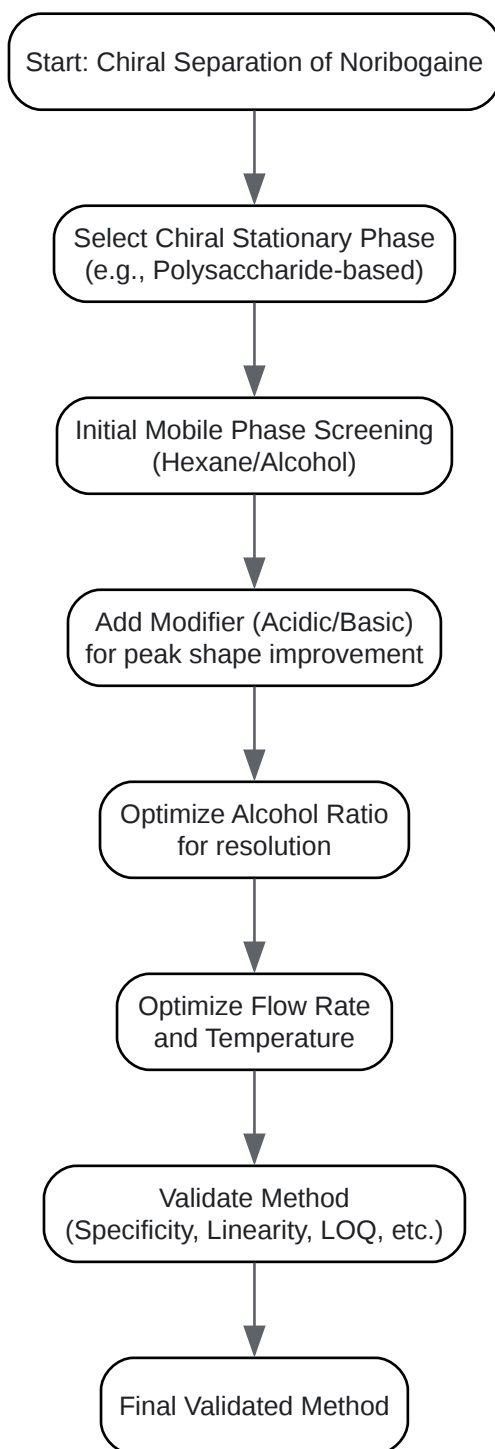 Start: Chiral Separation of Noribogaine
Select Chiral Stationary Phase
(e.g., Polysaccharide-based)
Initial Mobile Phase Screening
(Hexane/Alcohol)
Add Modifier (Acidic/Basic)
for peak shape improvement
Optimize Alcohol Ratio
for resolution
Optimize Flow Rate
and Temperature
Validate Method
(Specificity, Linearity, LOQ, etc.)
Final Validated Method